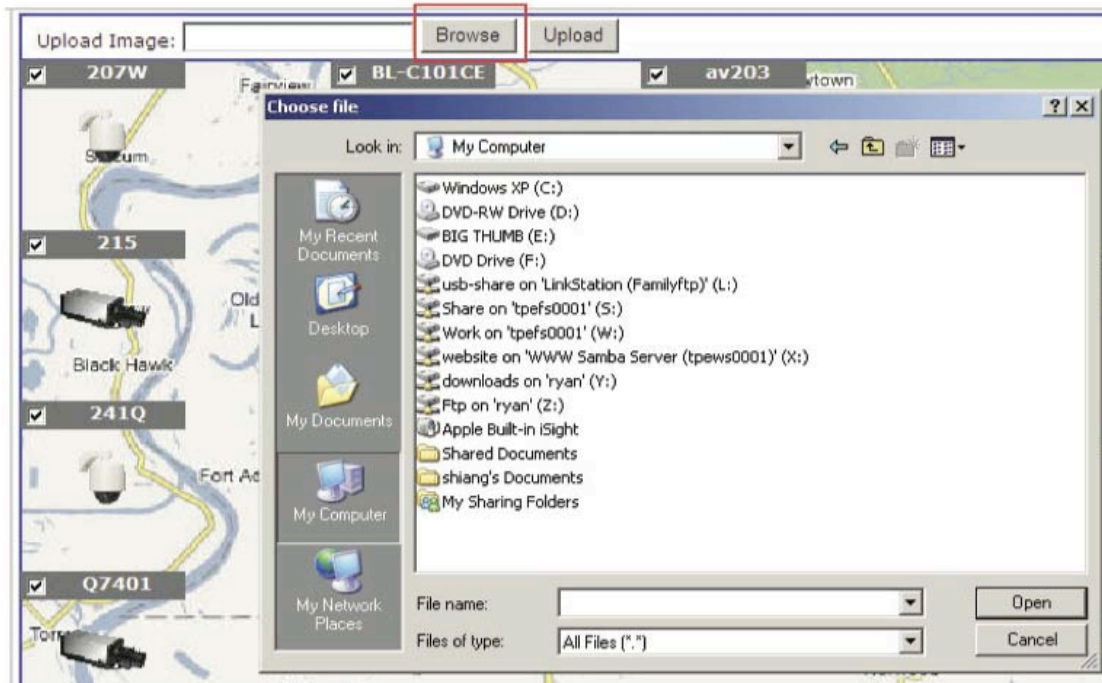 Upload Image: Browse Upload
207W BL-C101CE av203
Choose file
Look in: My Computer
My Recent Documents
Desktop
My Documents
My Computer
My Network Places
Windows XP (C:)
DVD-RW Drive (D:)
BIG THUMB (E:)
DVD Drive (F:)
usb-share on 'LinkStation (Familyftp)' (L:)
Share on 'tpefs0001' (S:)
Work on 'tpefs0001' (W:)
website on 'WWW Samba Server (tpews0001)' (X:)
downloads on 'ryan' (Y:)
Ftp on 'ryan' (Z:)
Apple Built-in iSight
Shared Documents
shiang's Documents
My Sharing Folders
File name: Open
Files of type: All Files (*.*) Cancel
215
Old
L
Black Hawk
241Q
Fort Ad
Q7401